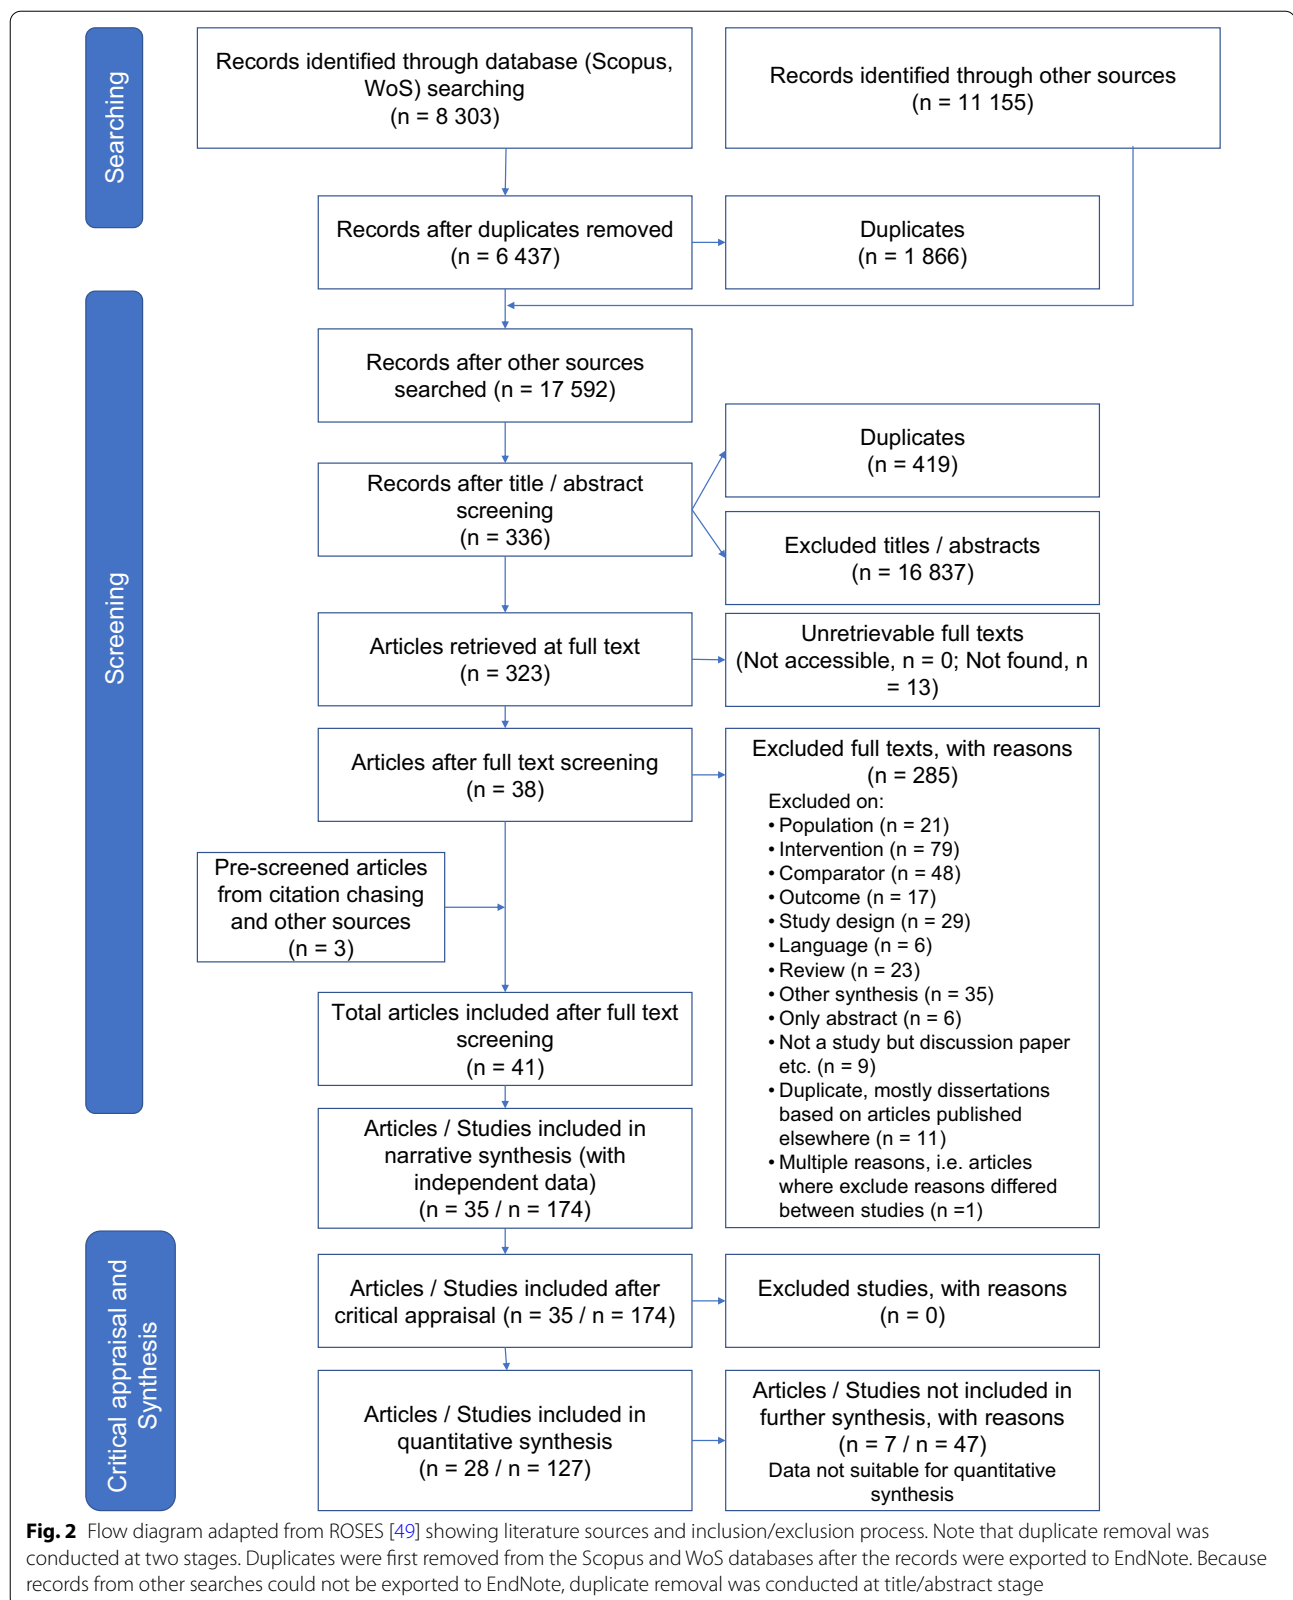 Searching
Records identified through database (Scopus,
WoS) searching
(n = 8 303)
Records identified through other sources
(n = 11 155)
Records after duplicates removed
(n = 6 437)
Duplicates
(n = 1 866)
Screening
Records after other sources
searched (n = 17 592)
Records after title / abstract
screening
(n = 336)
Duplicates
(n = 419)
Excluded titles / abstracts
(n = 16 837)
Articles retrieved at full text
(n = 323)
Unretrievable full texts
(Not accessible, n = 0; Not found, n
= 13)
Articles after full text screening
(n = 38)
Excluded full texts, with reasons
(n = 285)
Excluded on:
• Population (n = 21)
• Intervention (n = 79)
• Comparator (n = 48)
• Outcome (n = 17)
• Study design (n = 29)
• Language (n = 6)
• Review (n = 23)
• Other synthesis (n = 35)
• Only abstract (n = 6)
• Not a study but discussion paper
etc. (n = 9)
• Duplicate, mostly dissertations
based on articles published
elsewhere (n = 11)
• Multiple reasons, i.e. articles
where exclude reasons differed
between studies (n =1)
Pre-screened articles
from citation chasing
and other sources
(n = 3)
Total articles included after full text
screening
(n = 41)
Articles / Studies included in
narrative synthesis (with
independent data)
(n = 35 / n = 174)
Critical appraisal and
Synthesis
Articles / Studies included after
critical appraisal (n = 35 / n = 174)
Excluded studies, with reasons
(n = 0)
Articles / Studies included in
quantitative synthesis
(n = 28 / n = 127)
Articles / Studies not included in
further synthesis, with reasons
(n = 7 / n = 47)
Data not suitable for quantitative
synthesis
Fig. 2 Flow diagram adapted from ROSES [49] showing literature sources and inclusion/exclusion process. Note that duplicate removal was
conducted at two stages. Duplicates were first removed from the Scopus and WoS databases after the records were exported to EndNote. Because
records from other searches could not be exported to EndNote, duplicate removal was conducted at title/abstract stage